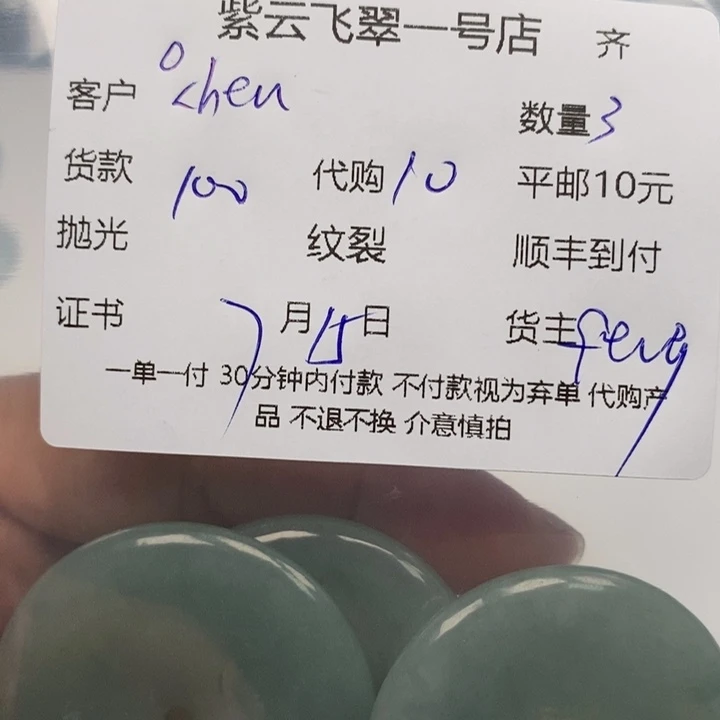 紫云飞翠一号店 齐
客户 chen 数量 3
货款 100 代购 10 平邮10元
抛光 纹裂 顺丰到付
证书 7月15日 货主 feng
一单一付 30分钟内付款 不付款视为弃单 代购产
品 不退不换 介意慎拍